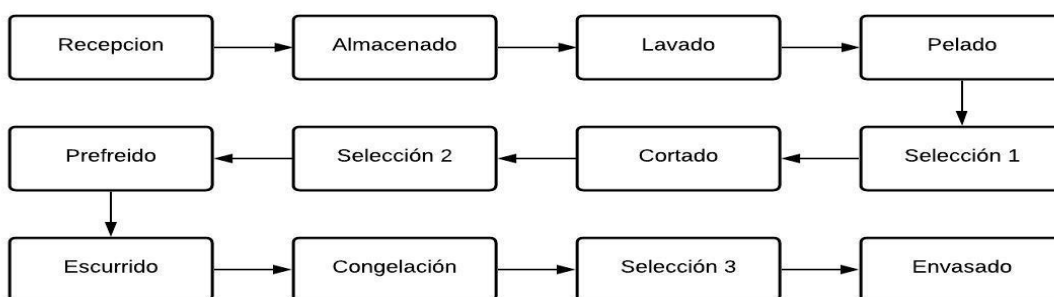 Recepcion
Almacenado
Lavado
Pelado
Selección 1
Cortado
Selección 2
Prefreido
Escurrido
Congelación
Selección 3
Envasado